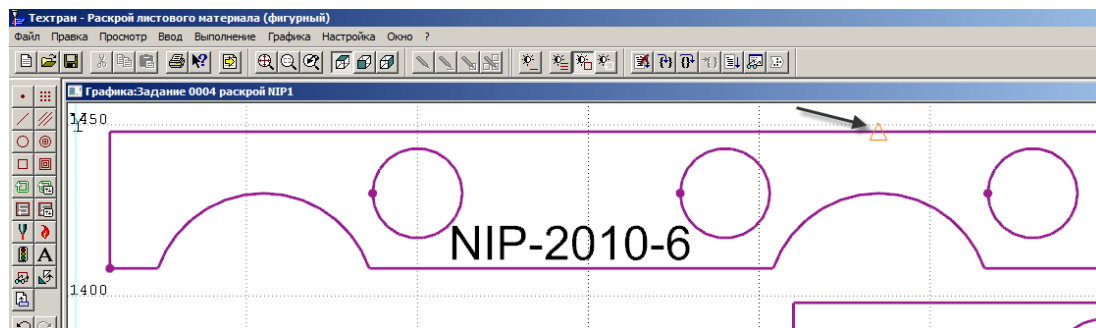 Техтран - Раскрой листового материала (фигурный)
Файл Правка Просмотр Ввод Выполнение Графика Настройка Окно ?
Графика:Задание 0004 раскрой NIP1
1450
1
NIP-2010-6
1400